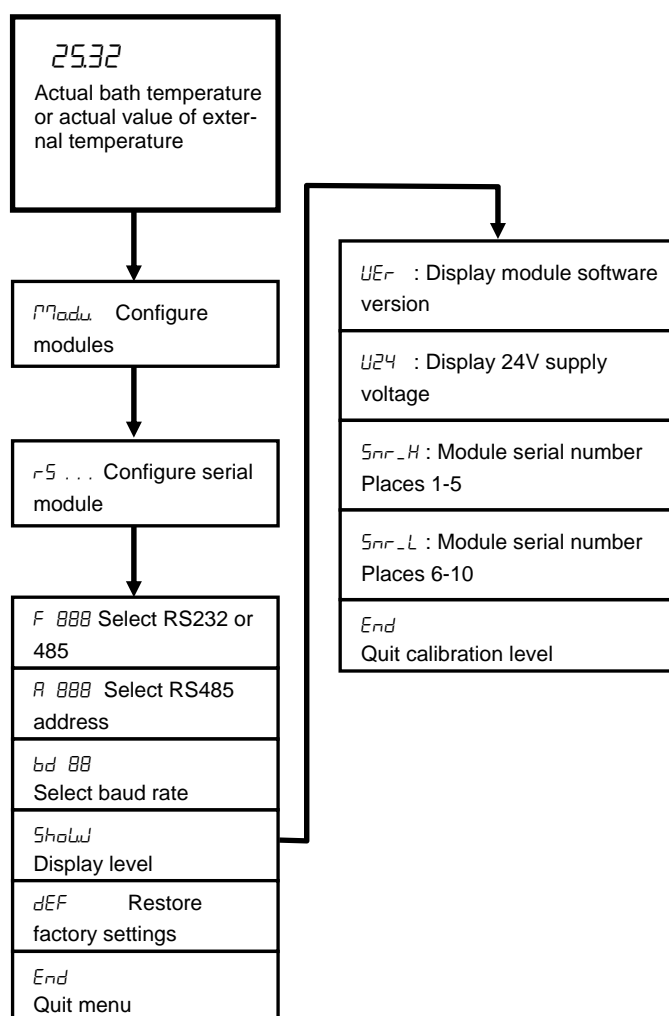 25.32
Actual bath temperature
or actual value of exter-
nal temperature
Modu. Configure
modules
rS . . . Configure serial
module
F 888 Select RS232 or
485
A 888 Select RS485
address
bd 88
Select baud rate
ShoW
Display level
dEF Restore
factory settings
End
Quit menu
UEr : Display module software
version
U24 : Display 24V supply
voltage
Snr_H : Module serial number
Places 1-5
Snr_L : Module serial number
Places 6-10
End
Quit calibration level